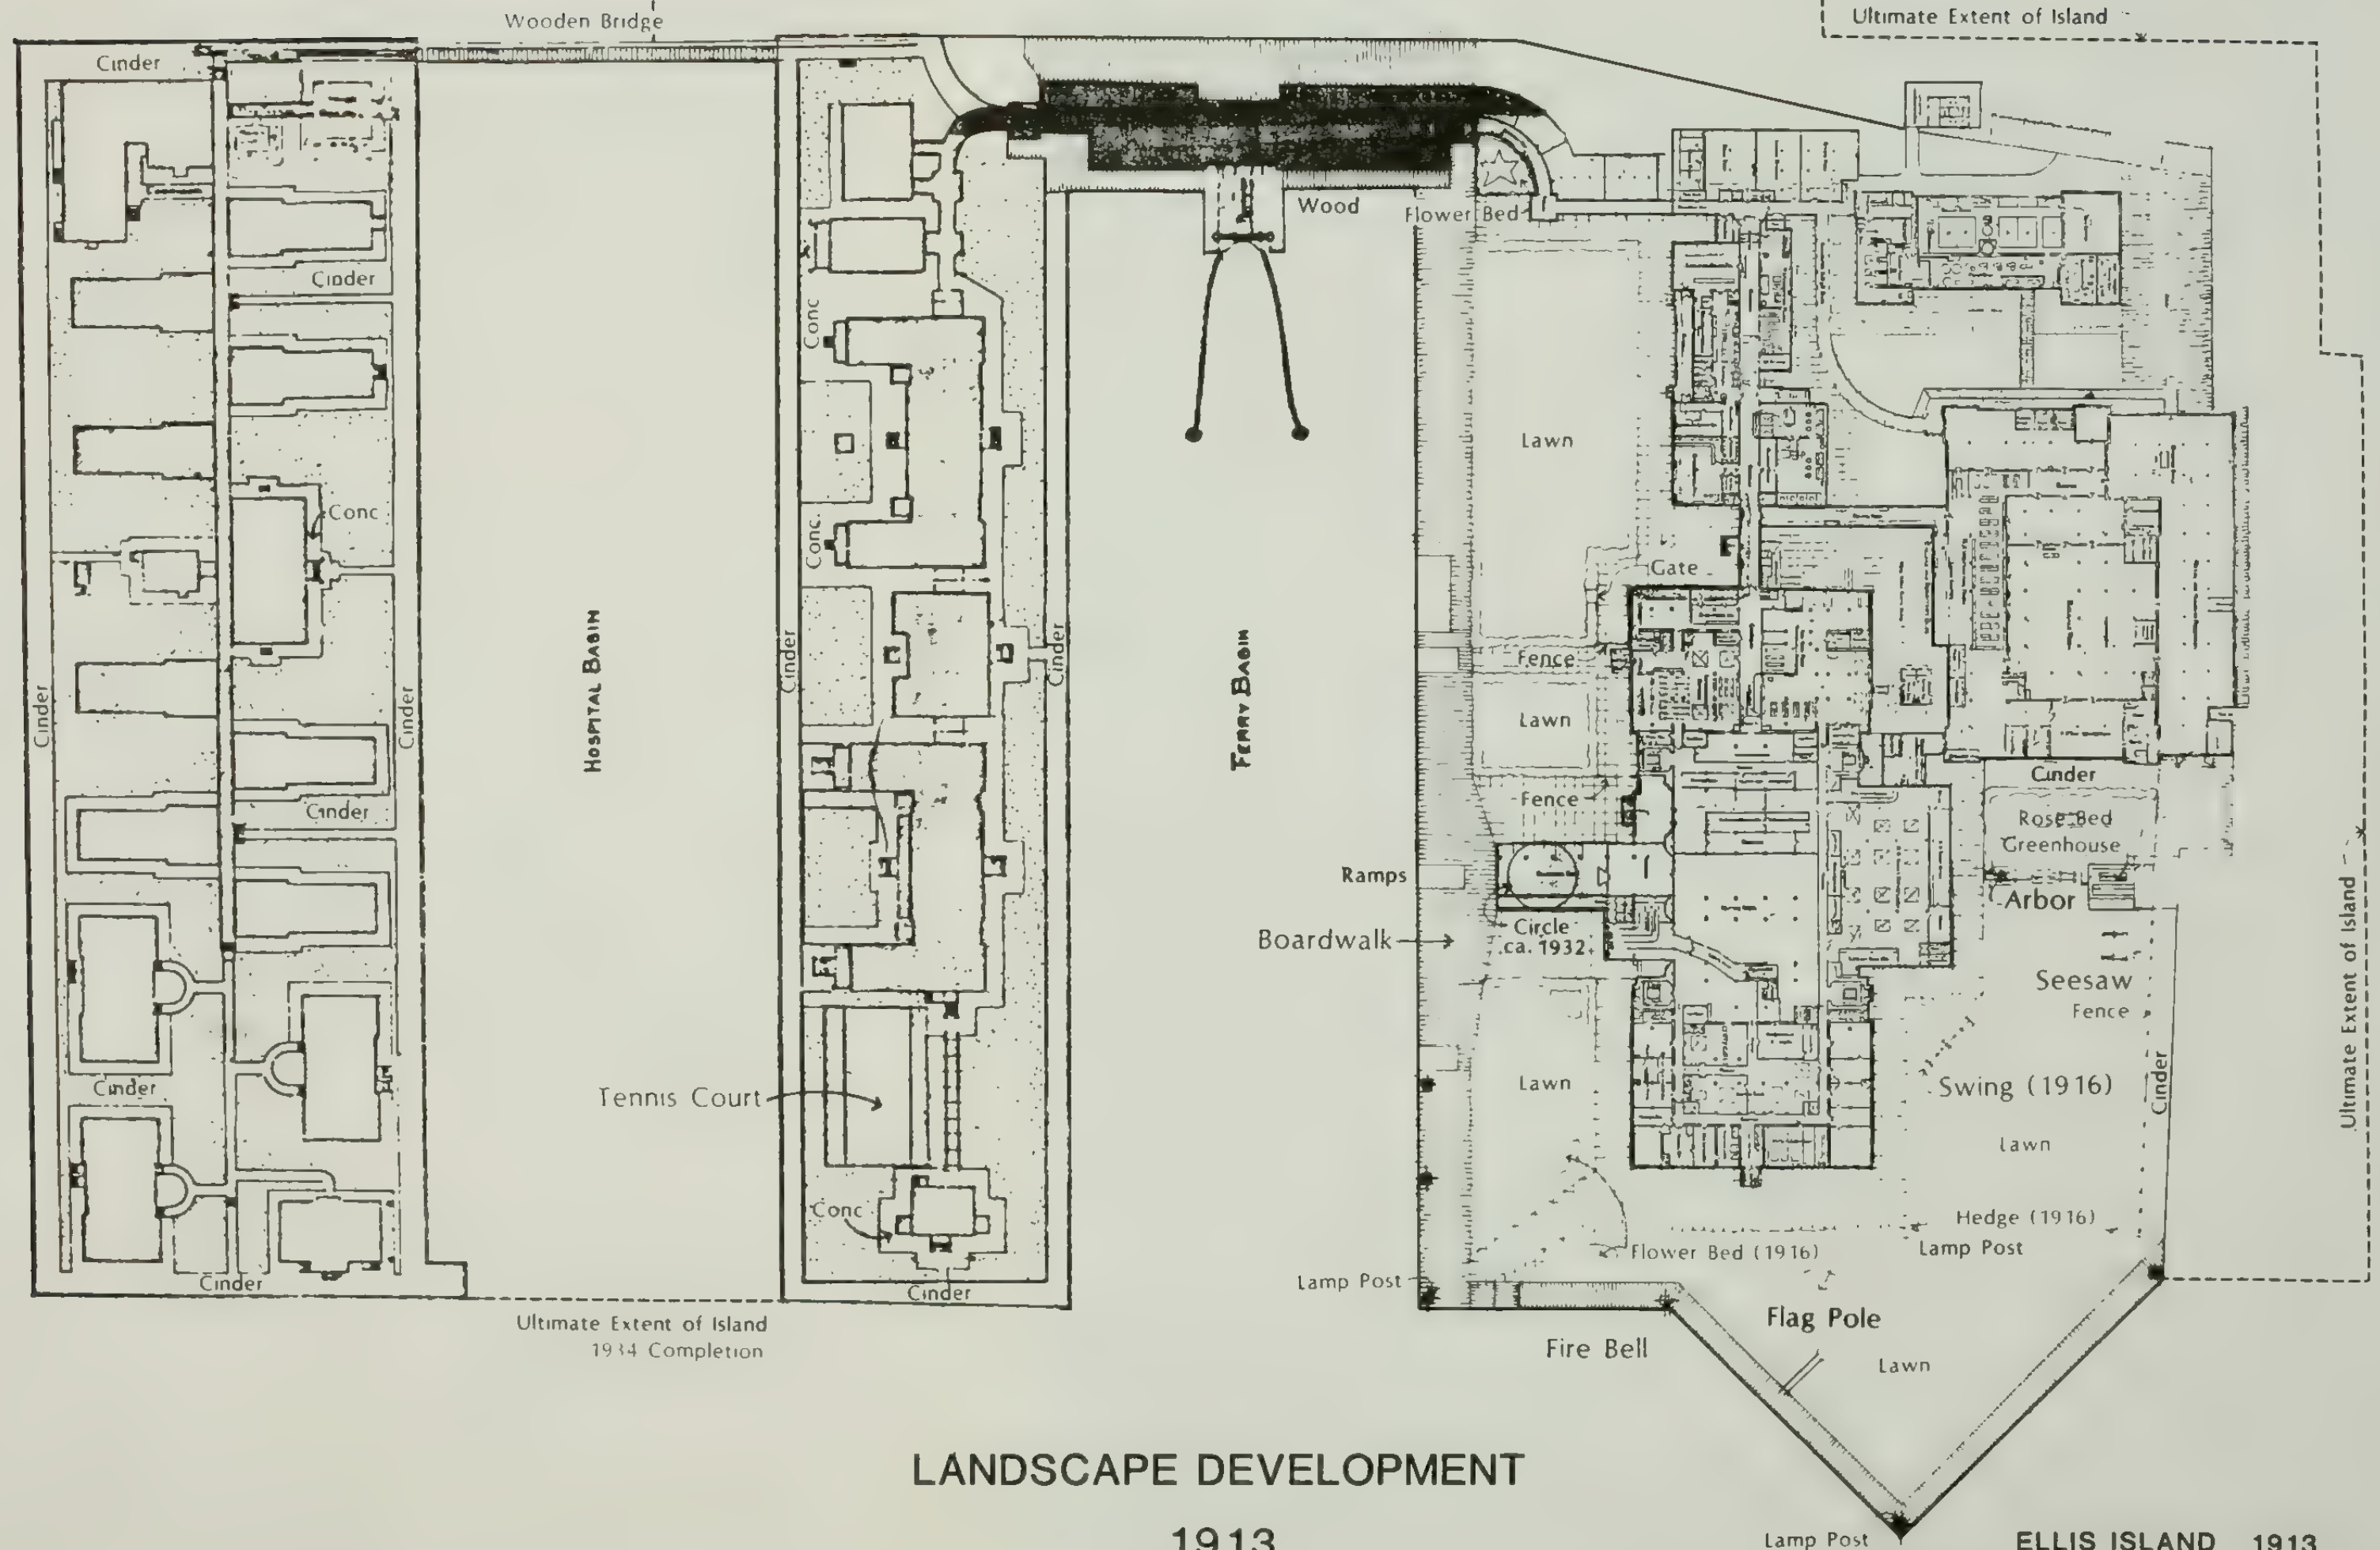 Wooden Bridge
Ultimate Extent of Island
Cinder
Wood
Flower Bed
Cinder
Conc
Lawn
Conc
Conc.
Gate
HOSPITAL BASIN
FERRY BASIN
Cinder
Cinder
Cinder
Cinder
Fence
Lawn
Cinder
Cinder
Fence
Rose Bed
Greenhouse
Ramps
Arbor
Boardwalk
Circle
ca. 1932
Seesaw
Fence
Ultimate Extent of Island
Cinder
Tennis Court
Lawn
Swing (1916)
Cinder
Lawn
Conc
Hedge (1916)
Flower Bed (1916)
Lamp Post
Cinder
Lamp Post
Cinder
Ultimate Extent of Island
1934 Completion
Flag Pole
Fire Bell
Lawn
LANDSCAPE DEVELOPMENT
1913
Lamp Post
ELLIS ISLAND 1913